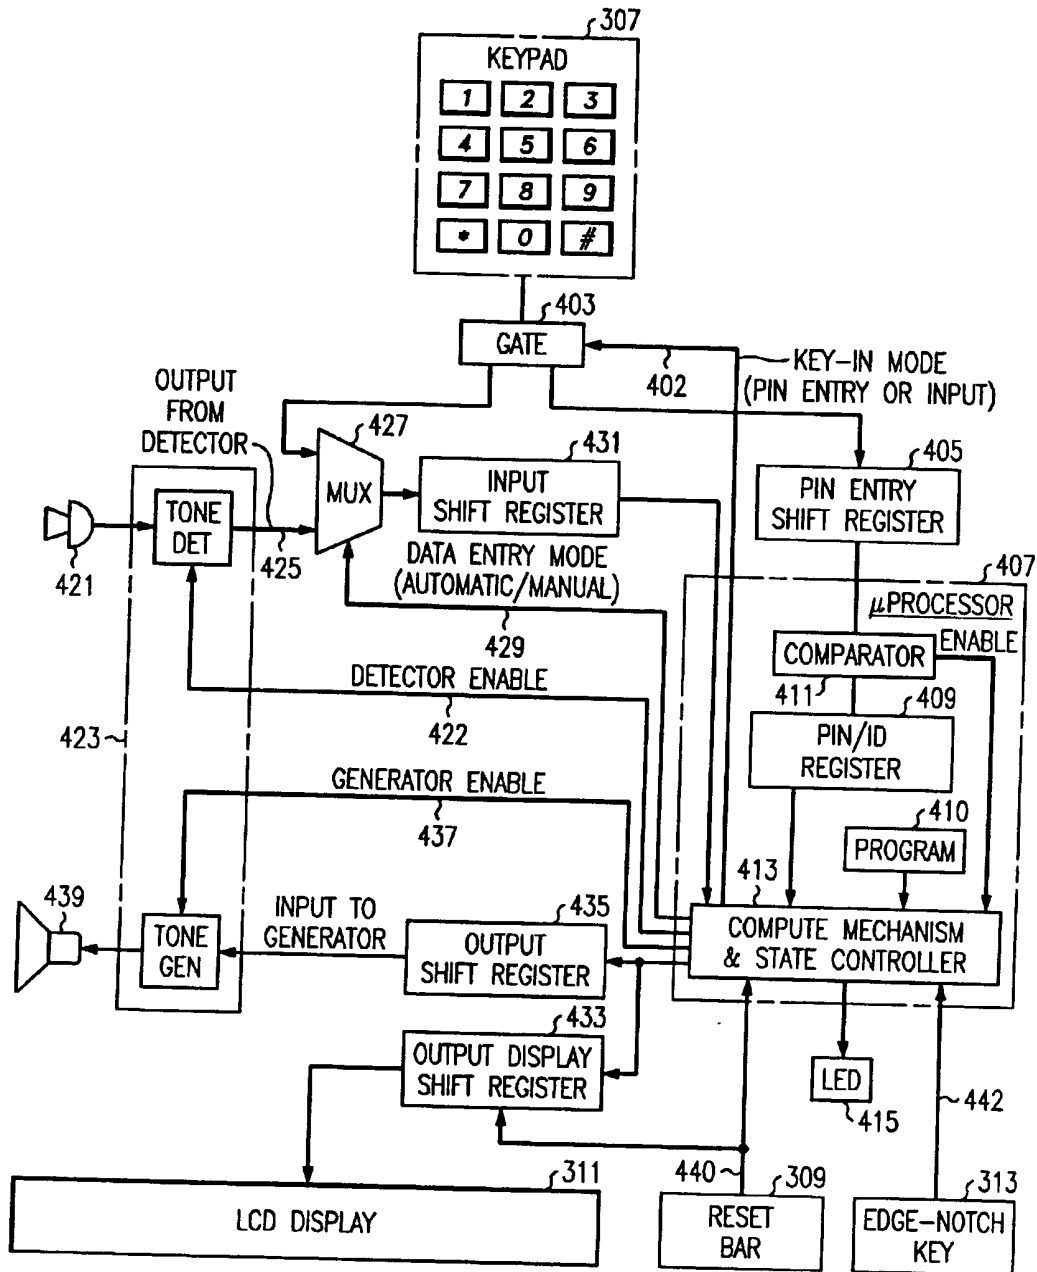 307
KEYPAD
1 2 3
4 5 6
7 8 9
* 0 #
403
GATE
402
KEY-IN MODE
(PIN ENTRY OR INPUT)
OUTPUT
FROM
DETECTOR
427
MUX
431
INPUT
SHIFT REGISTER
405
PIN ENTRY
SHIFT REGISTER
TONE
DET
421
425
DATA ENTRY MODE
(AUTOMATIC/MANUAL)
429
407
μPROCESSOR
COMPARATOR
ENABLE
411
409
PIN/ID
REGISTER
DETECTOR ENABLE
422
423
GENERATOR ENABLE
437
410
PROGRAM
413
COMPUTE MECHANISM
& STATE CONTROLLER
439
TONE
GEN
INPUT TO
GENERATOR
435
OUTPUT
SHIFT REGISTER
433
OUTPUT DISPLAY
SHIFT REGISTER
LED
415
442
440
311
LCD DISPLAY
309
RESET
BAR
313
EDGE-NOTCH
KEY